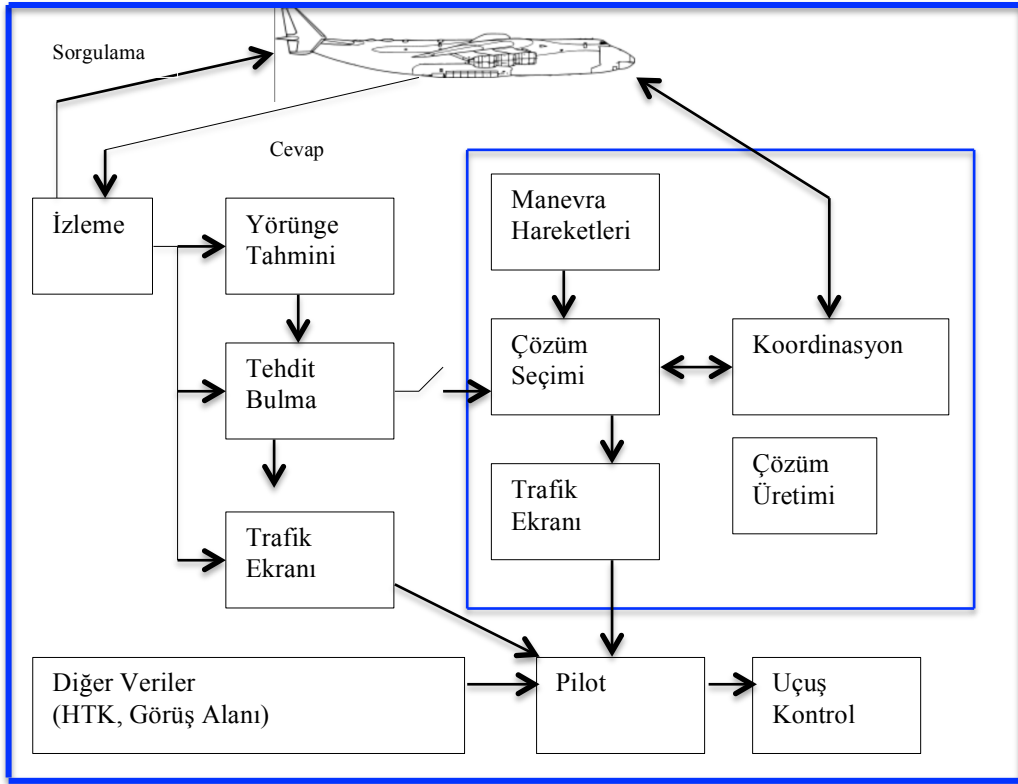 Sorgulama
Cevap
İzleme
Yörünge
Tahmini
Manevra
Hareketleri
Tehdit
Bulma
Çözüm
Seçimi
Koordinasyon
Trafik
Ekranı
Trafik
Ekranı
Çözüm
Üretimi
Diğer Veriler
(HTK, Görüş Alanı)
Pilot
Uçuş
Kontrol